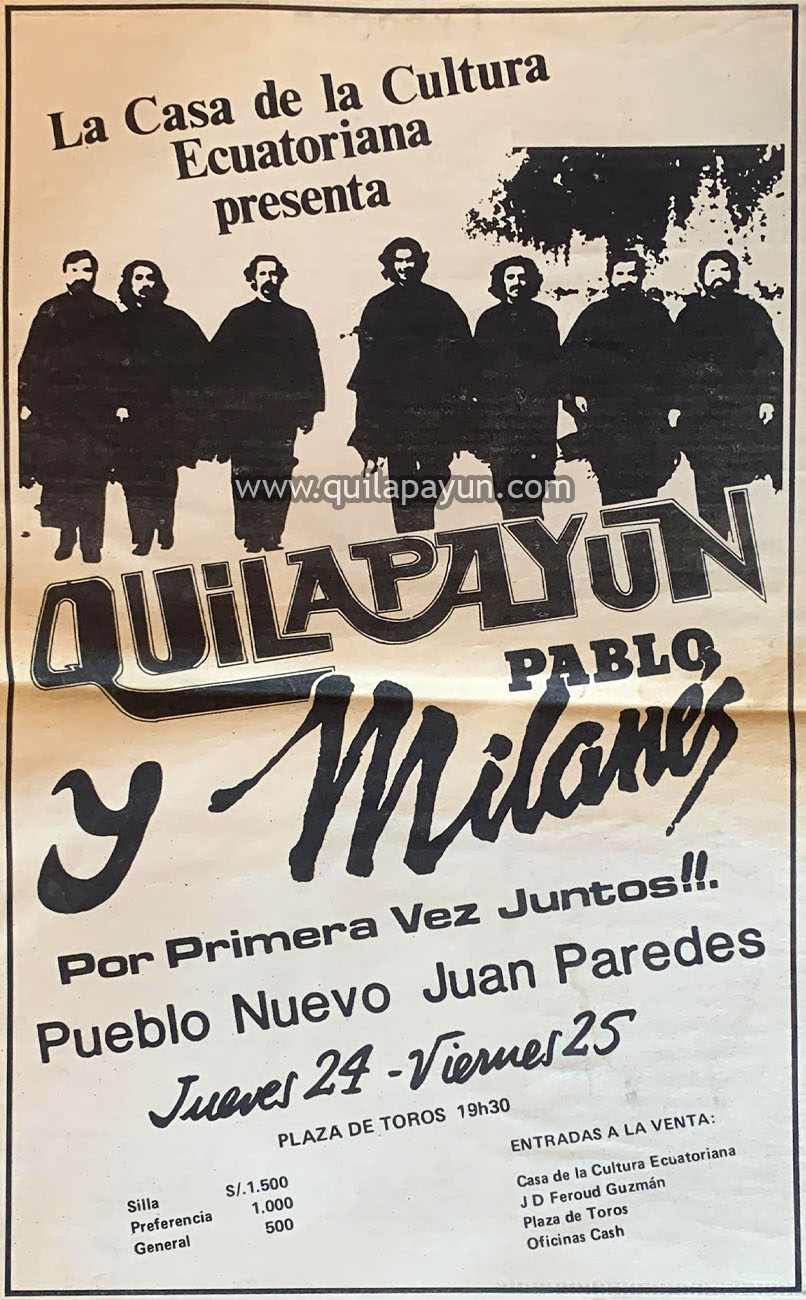 La Casa de la Cultura
Ecuatoriana
presenta
www.quilapayun.com
QUiLAPAYUN
PABLO
y Milanés
Por Primera Vez Juntos!!!.
Pueblo Nuevo Juan Paredes
Jueves 24 - Viernes 25
PLAZA DE TOROS 19h30
Silla S/.1.500
Preferencia 1.000
General 500
ENTRADAS A LA VENTA:
Casa de la Cultura Ecuatoriana
J D Feroud Guzmán
Plaza de Toros
Oficinas Cash